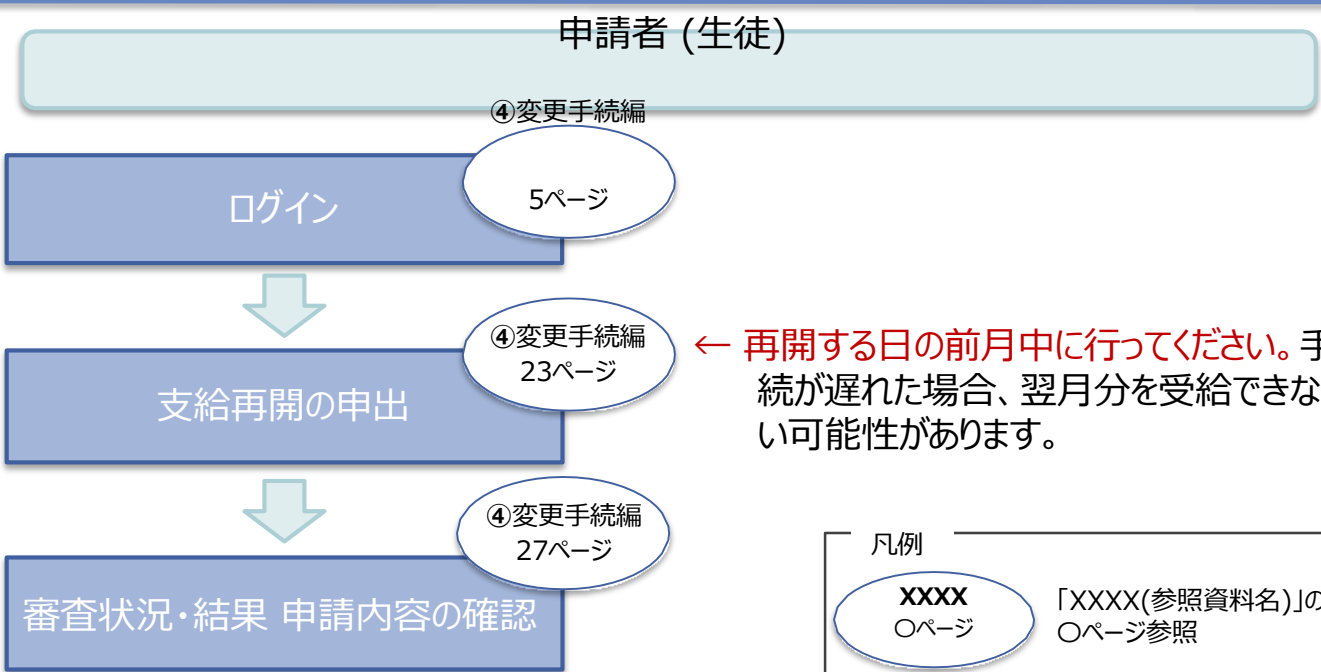 申請者 (生徒)
④変更手続編
5ページ
ログイン
④変更手続編
23ページ
支給再開の申出
← 再開する日の前月中に行ってください。手
続が遅れた場合、翌月分を受給できな
い可能性があります。
④変更手続編
27ページ
審査状況・結果 申請内容の確認
凡例
XXXX
〇ページ
「XXXX(参照資料名)」の
〇ページ参照